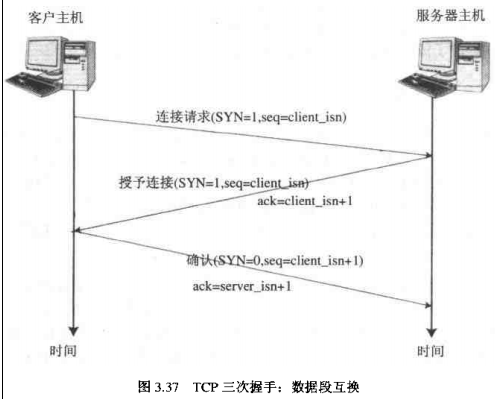 客户主机
服务器主机
连接请求(SYN=1,seq=client_isn)
授予连接(SYN=1,seq=client_isn)
ack=client_isn+1
确认(SYN=0,seq=client_isn+1)
ack=server_isn+1
时间
时间
图 3.37 TCP 三次握手：数据段互换